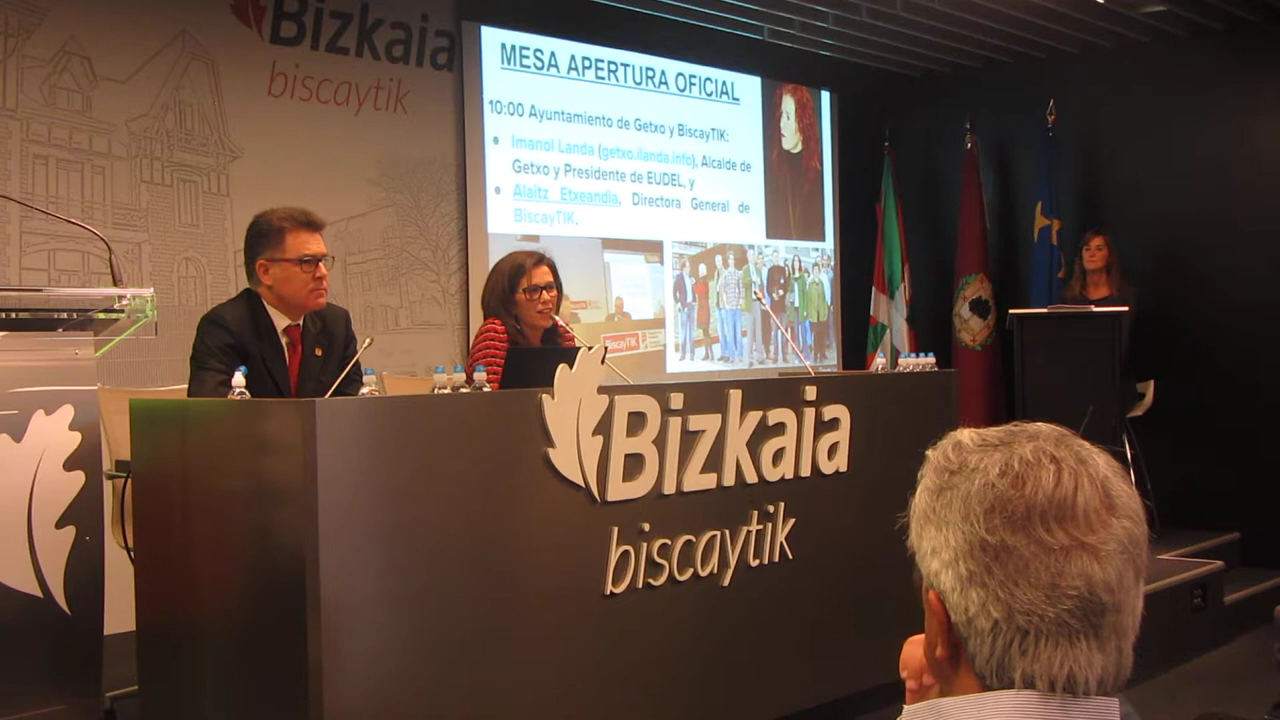 Bizkaia
biscaytik
MESA APERTURA OFICIAL
10:00 Ayuntamiento de Getxo y BiscayTIK:
• Imanol Landa (getxo.ilanda.info), Alcalde de
Getxo y Presidente de EUDEL, y
• Alaitz Etxeandia, Directora General de
BiscayTIK.
BiscayTIK
Bizkaia
biscaytik